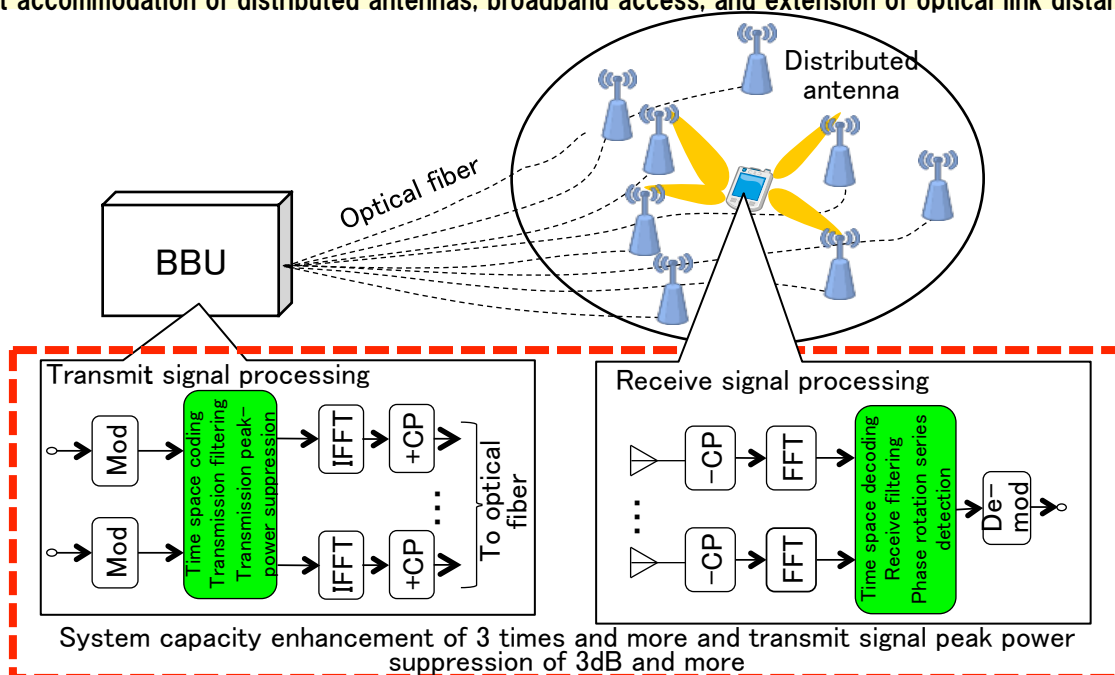 accommodation of distributed antennas, broadband access, and extension of optical link
Distributed
antenna
Optical fiber
BBU
Transmit signal processing
Mod
Mod
Time space coding
Transmission filtering
Transmission peak-
power suppression
IFFT
+CP
IFFT
+CP
...
To optical
fiber
Receive signal processing
-CP
FFT
...
-CP
FFT
Time space decoding
Receive filtering
Phase rotation series
detection
De-
mod
System capacity enhancement of 3 times and more and transmit signal peak power
suppression of 3dB and more